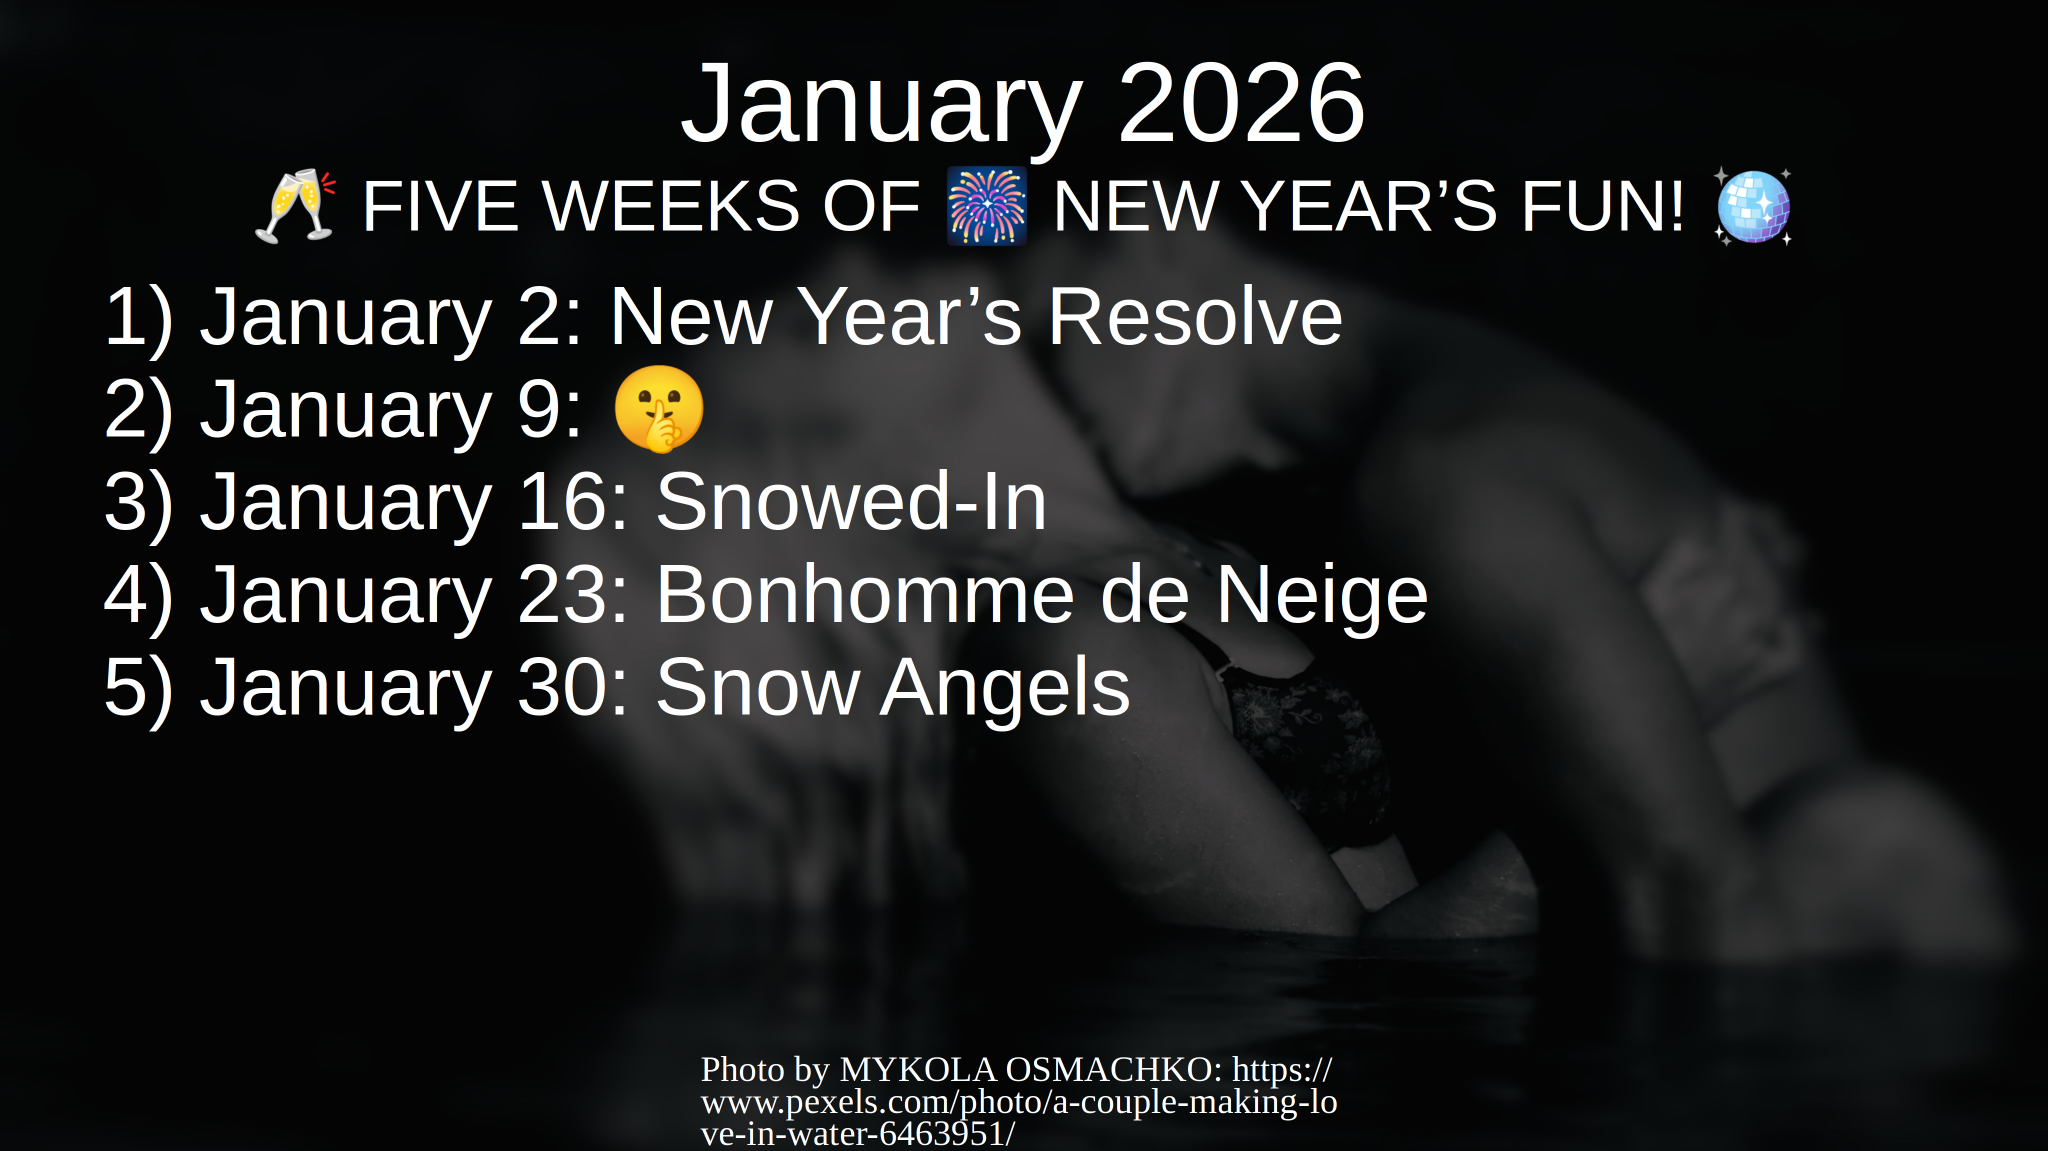 January 2026
🥂 FIVE WEEKS OF 🎆 NEW YEAR’S FUN! 🪩
1) January 2: New Year’s Resolve
2) January 9: 🤫
3) January 16: Snowed-In
4) January 23: Bonhomme de Neige
5) January 30: Snow Angels
Photo by MYKOLA OSMACHKO: https://
www.pexels.com/photo/a-couple-making-lo
ve-in-water-6463951/